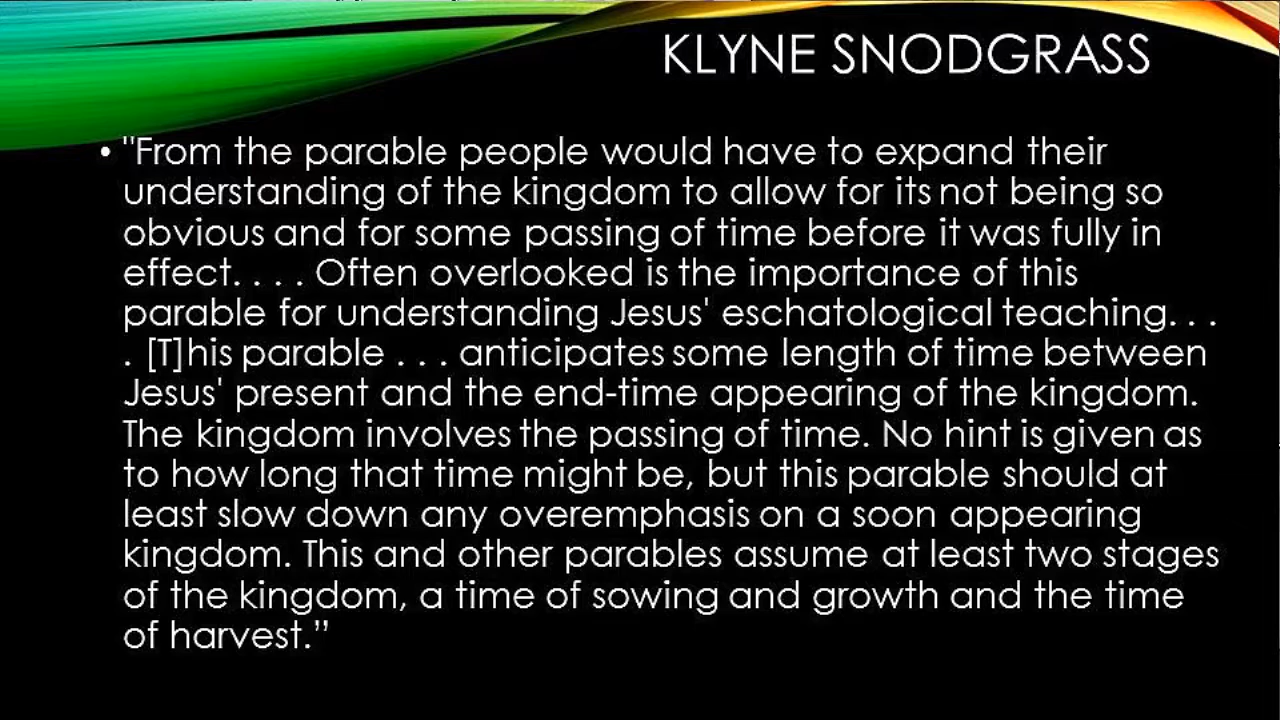 KLYNE SNODGRASS
• "From the parable people would have to expand their
understanding of the kingdom to allow for its not being so
obvious and for some passing of time before it was fully in
effect. . . . Often overlooked is the importance of this
parable for understanding Jesus' eschatological teaching. . .
. [T]his parable . . . anticipates some length of time between
Jesus' present and the end-time appearing of the kingdom.
The kingdom involves the passing of time. No hint is given as
to how long that time might be, but this parable should at
least slow down any overemphasis on a soon appearing
kingdom. This and other parables assume at least two stages
of the kingdom, a time of sowing and growth and the time
of harvest.”